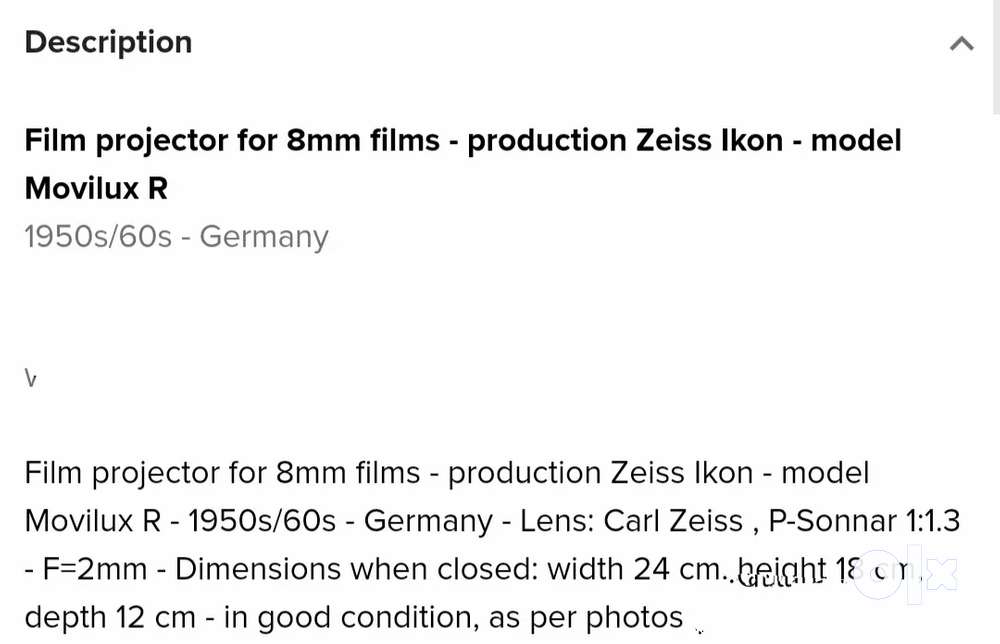 Description
Film projector for 8mm films - production Zeiss Ikon - model
Movilux R
1950s/60s - Germany
Film projector for 8mm films - production Zeiss Ikon - model
Movilux R - 1950s/60s - Germany - Lens: Carl Zeiss , P-Sonnar 1:1.3
- F=2mm - Dimensions when closed: width 24 cm..height 18 cm,
depth 12 cm - in good condition, as per photos
olx